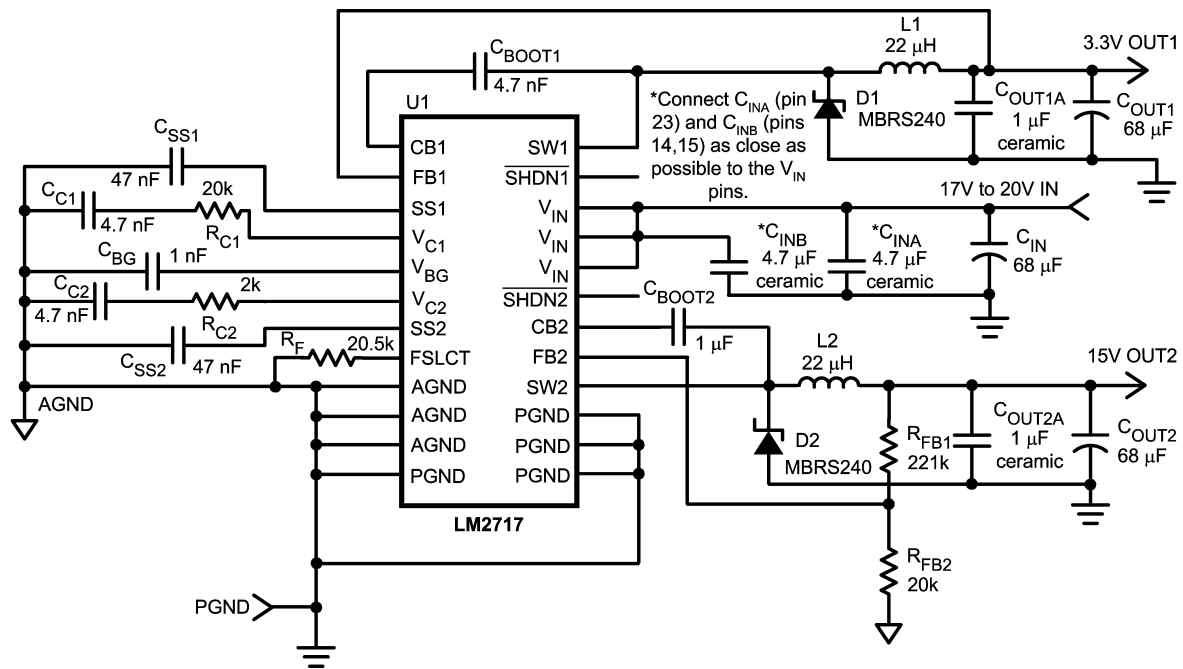 L1
22 µH
3.3V OUT1
CBOOT1
4.7 nF
U1
D1
MBRS240
COUT1A
1 µF
ceramic
COUT1
68 µF
*Connect CINA (pin
23) and CINB (pins
14,15) as close as
possible to the VIN
pins.
CSS1
47 nF
CC1
4.7 nF
20k
RC1
CBG
1 nF
CC2
4.7 nF
2k
RC2
CSS2
47 nF
RF
20.5k
AGND
CB1
FB1
SS1
VC1
VBG
VC2
SS2
FSLCT
AGND
AGND
AGND
PGND
SW1
SHDN1
VIN
VIN
VIN
SHDN2
CB2
FB2
SW2
PGND
PGND
PGND
LM2717
17V to 20V IN
*CINB
4.7 µF
ceramic
*CINA
4.7 µF
ceramic
CIN
68 µF
CBOOT2
1 µF
L2
22 µH
15V OUT2
D2
MBRS240
RFB1
221k
COUT2A
1 µF
ceramic
COUT2
68 µF
RFB2
20k
PGND